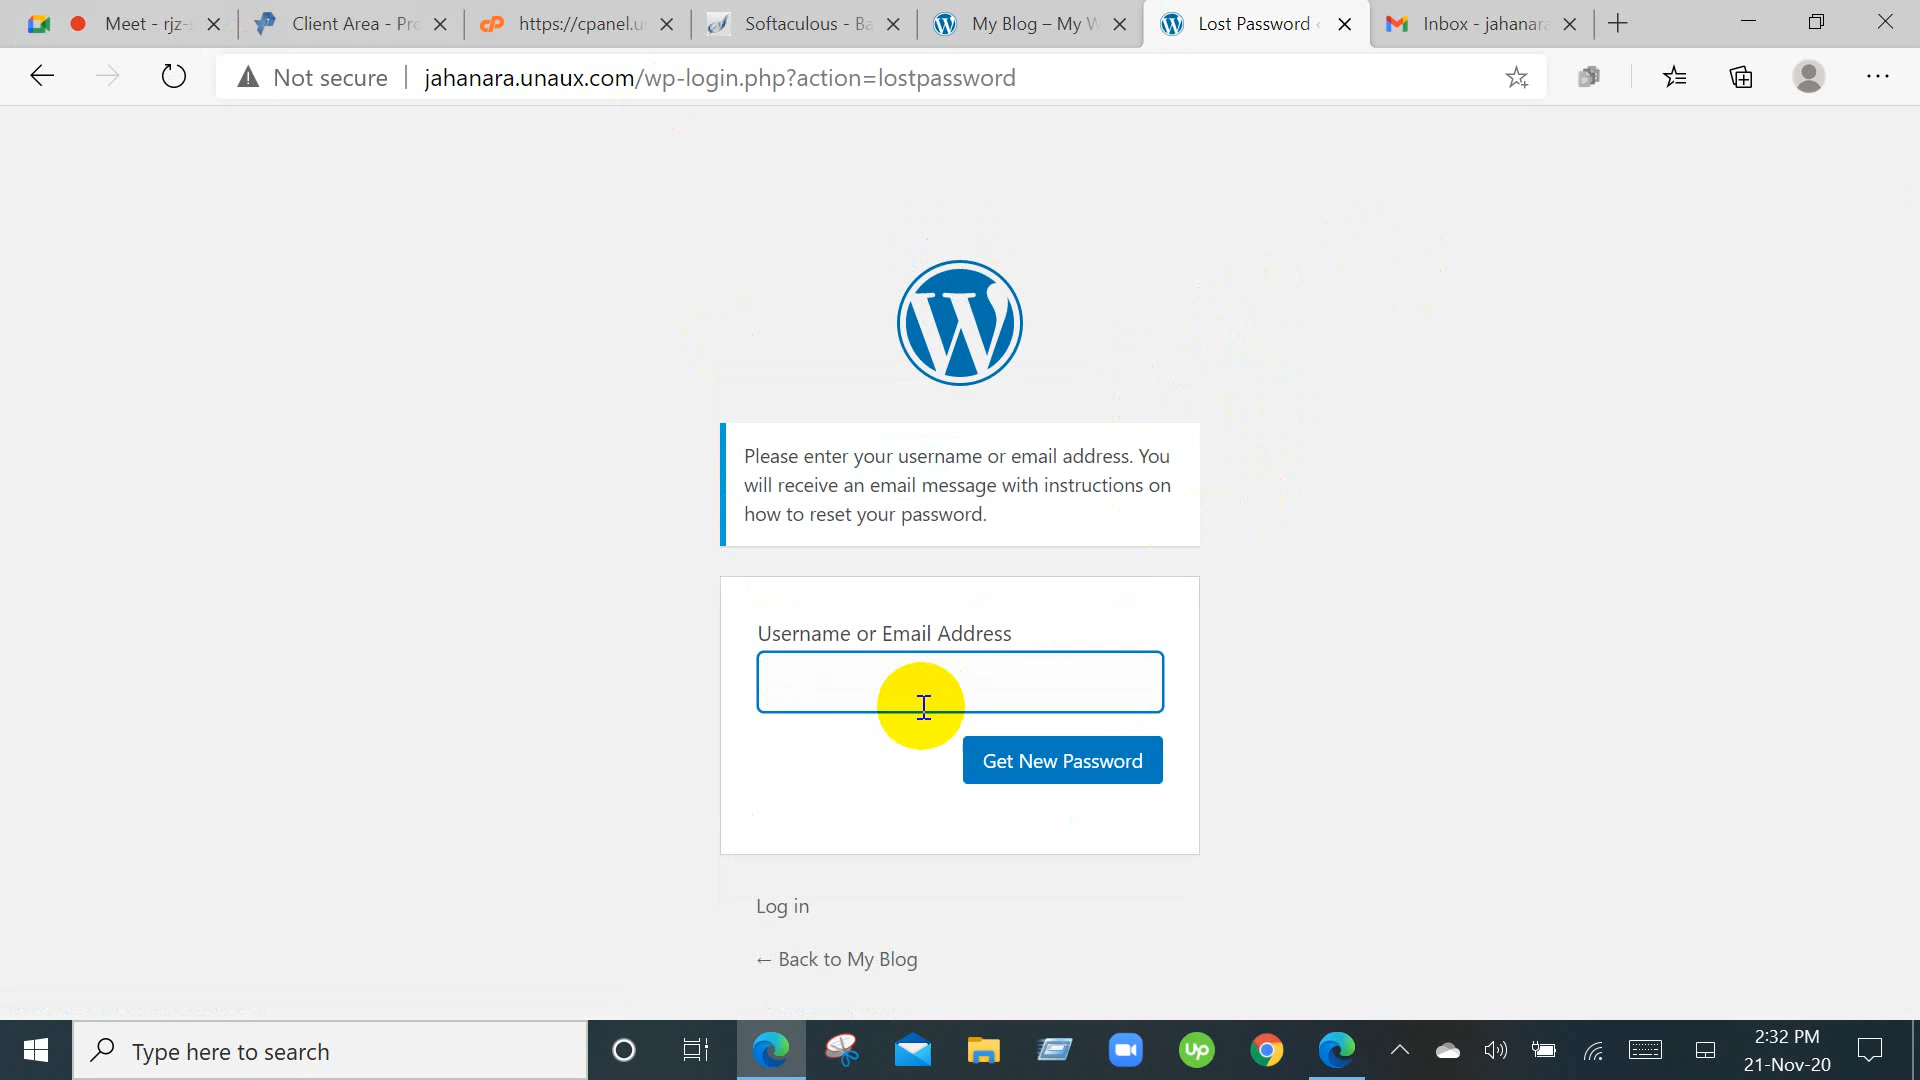 Meet - rjz-
Client Area - Pro
https://cpanel.u
Softaculous - Ba
My Blog – My W
Lost Password
Inbox - jahanara
Not secure
jahanara.unaux.com/wp-login.php?action=lostpassword
Please enter your username or email address. You
will receive an email message with instructions on
how to reset your password.
Username or Email Address
Get New Password
Log in
← Back to My Blog
Type here to search
Up
2:32 PM
21-Nov-20